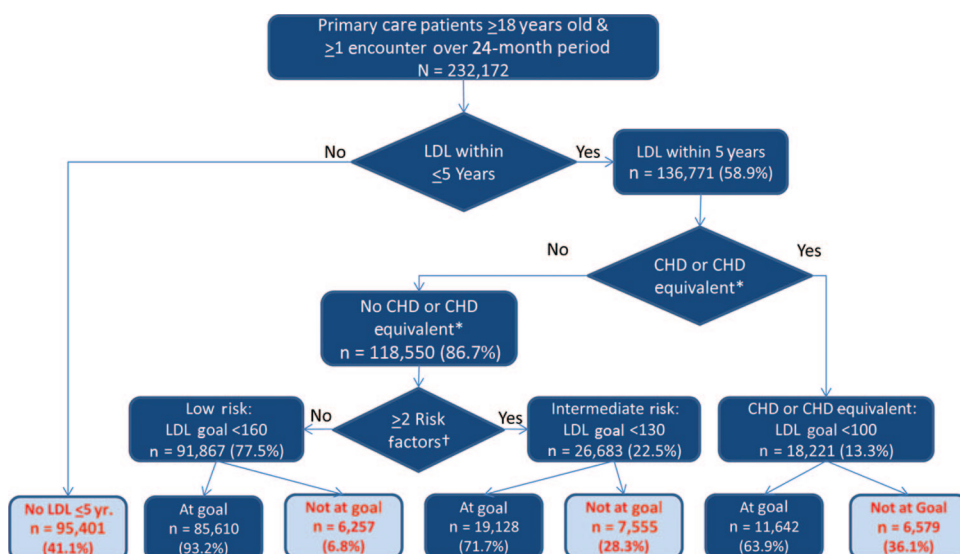 Primary care patients ≥18 years old &
≥1 encounter over 24-month period
N = 232,172
No
LDL within
≤5 Years
Yes
LDL within 5 years
n = 136,771 (58.9%)
No
CHD or CHD
equivalent*
Yes
No CHD or CHD
equivalent*
n = 118,550 (86.7%)
Low risk:
LDL goal <160
n = 91,867 (77.5%)
No
≥2 Risk
factors†
Yes
Intermediate risk:
LDL goal <130
n = 26,683 (22.5%)
CHD or CHD equivalent:
LDL goal <100
n = 18,221 (13.3%)
No LDL ≤5 yr.
n = 95,401
(41.1%)
At goal
n = 85,610
(93.2%)
Not at goal
n = 6,257
(6.8%)
At goal
n = 19,128
(71.7%)
Not at goal
n = 7,555
(28.3%)
At goal
n = 11,642
(63.9%)
Not at Goal
n = 6,579
(36.1%)